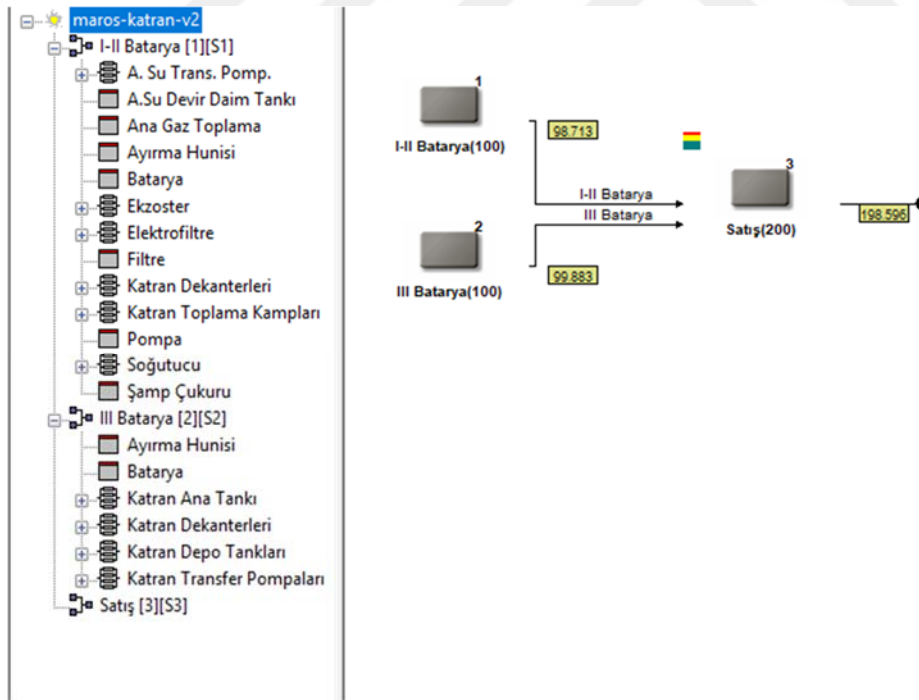 maros-katran-v2
I-II Batarya [1][S1]
A. Su Trans. Pomp.
A.Su Devir Daim Tankı
Ana Gaz Toplama
Ayırma Hunisi
Batarya
Ekzoster
Elektrofiltre
Filtre
Katran Dekanterleri
Katran Toplama Kampları
Pompa
Soğutucu
Şamp Çukuru
III Batarya [2][S2]
Ayırma Hunisi
Batarya
Katran Ana Tankı
Katran Dekanterleri
Katran Depo Tankları
Katran Transfer Pompaları
Satış [3][S3]
1
I-II Batarya(100)
98.713
I-II Batarya
III Batarya
2
III Batarya(100)
99.883
3
Satış(200)
198.596